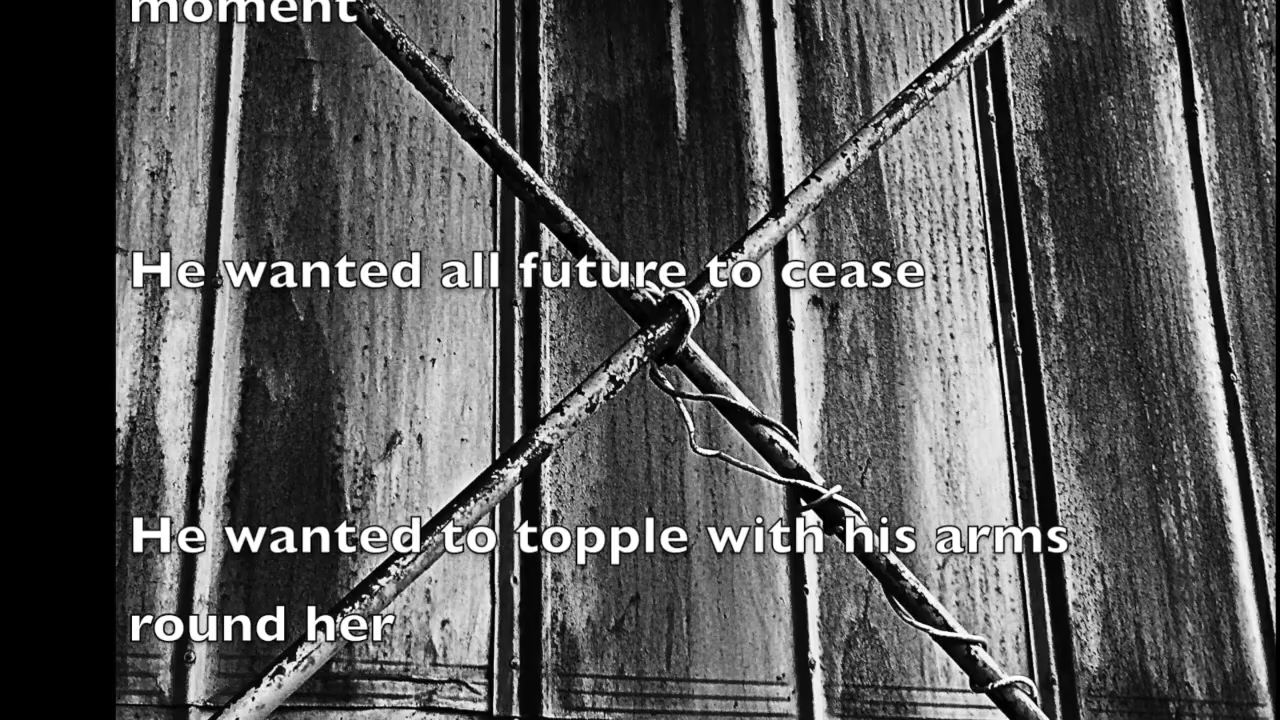 moment
He wanted all future to cease
He wanted to topple with his arms
round her